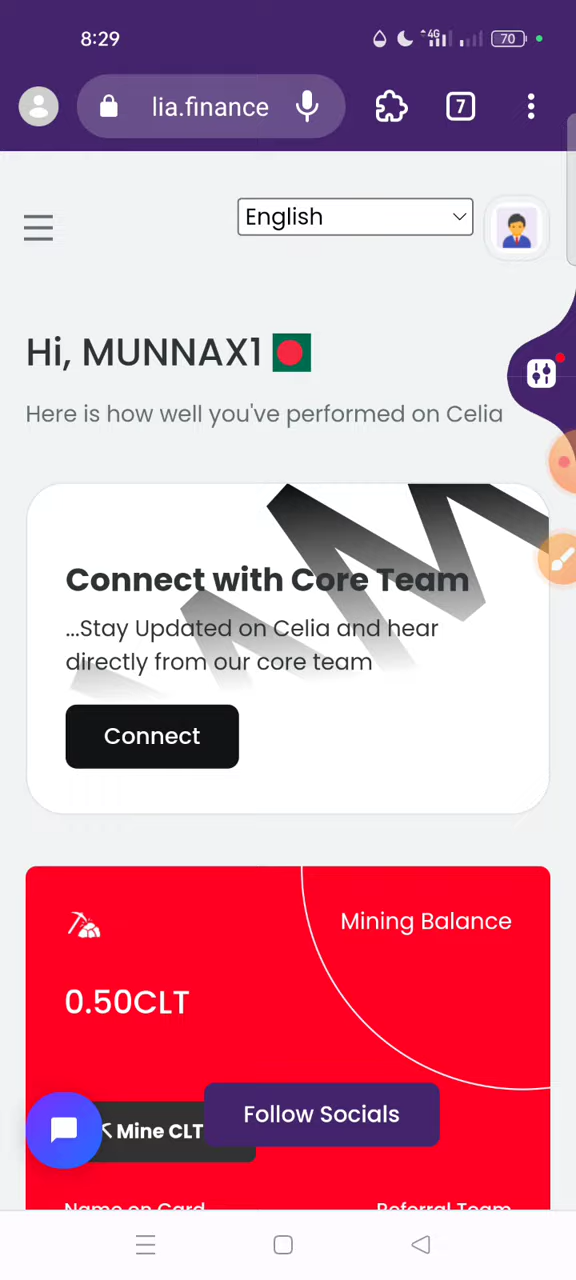 8:29
4G
70
lia.finance
7
English
Hi, MUNNAX1
Here is how well you've performed on Celia
Connect with Core Team
...Stay Updated on Celia and hear
directly from our core team
Connect
Mining Balance
0.50CLT
Follow Socials
Mine CLT
Name on Card
Referral Team